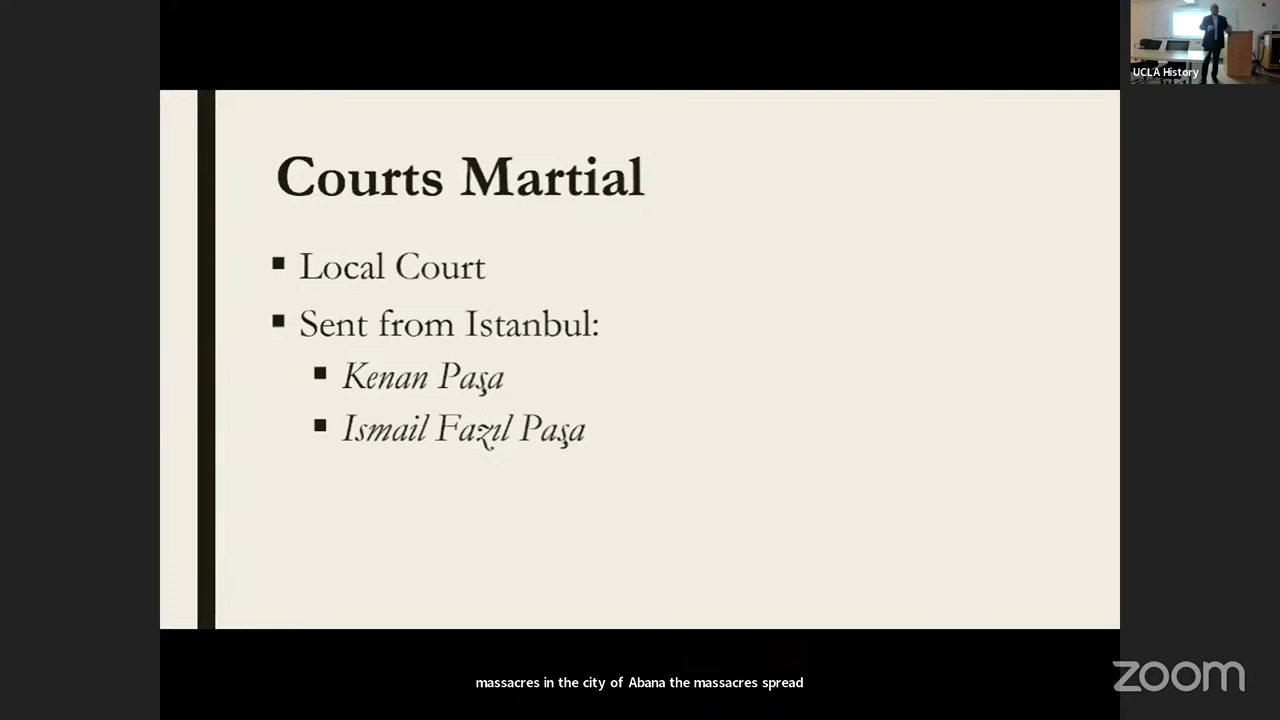 UCLA History
Courts Martial
▪ Local Court
▪ Sent from Istanbul:
▪ Kenan Paşa
▪ Ismail Fazıl Paşa
massacres in the city of Abana the massacres spread
zoom